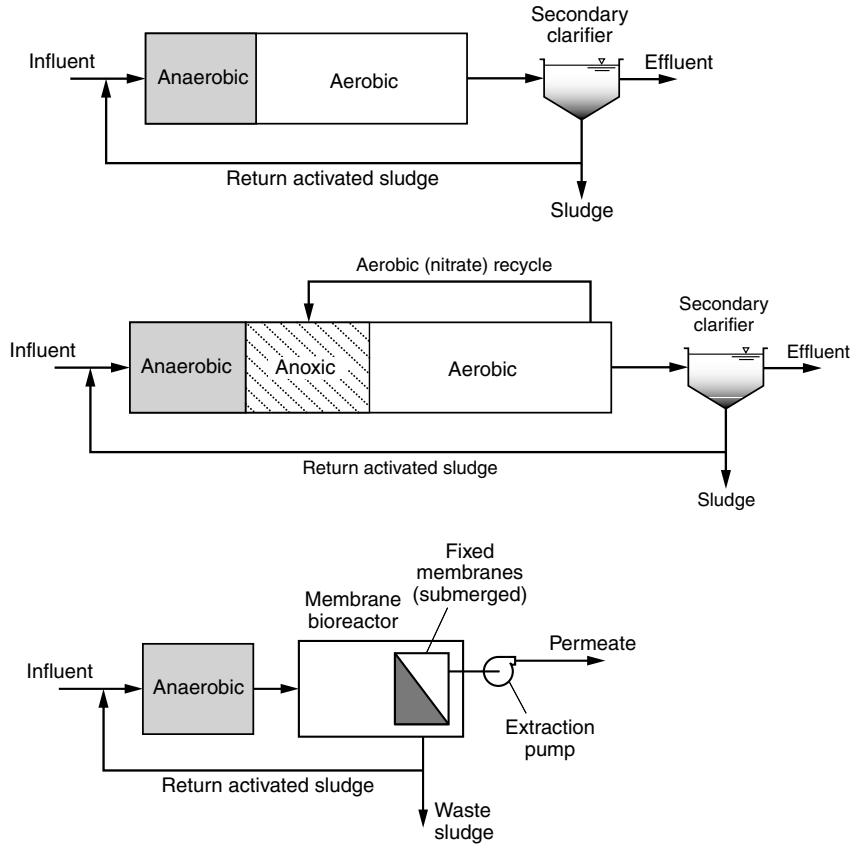 Secondary
clarifier
Influent
Anaerobic
Aerobic
Effluent
Return activated sludge
Sludge
Aerobic (nitrate) recycle
Secondary
clarifier
Influent
Anaerobic
Anoxic
Aerobic
Effluent
Return activated sludge
Sludge
Fixed
membranes
(submerged)
Membrane
bioreactor
Permeate
Influent
Anaerobic
Extraction
pump
Return activated sludge
Waste
sludge